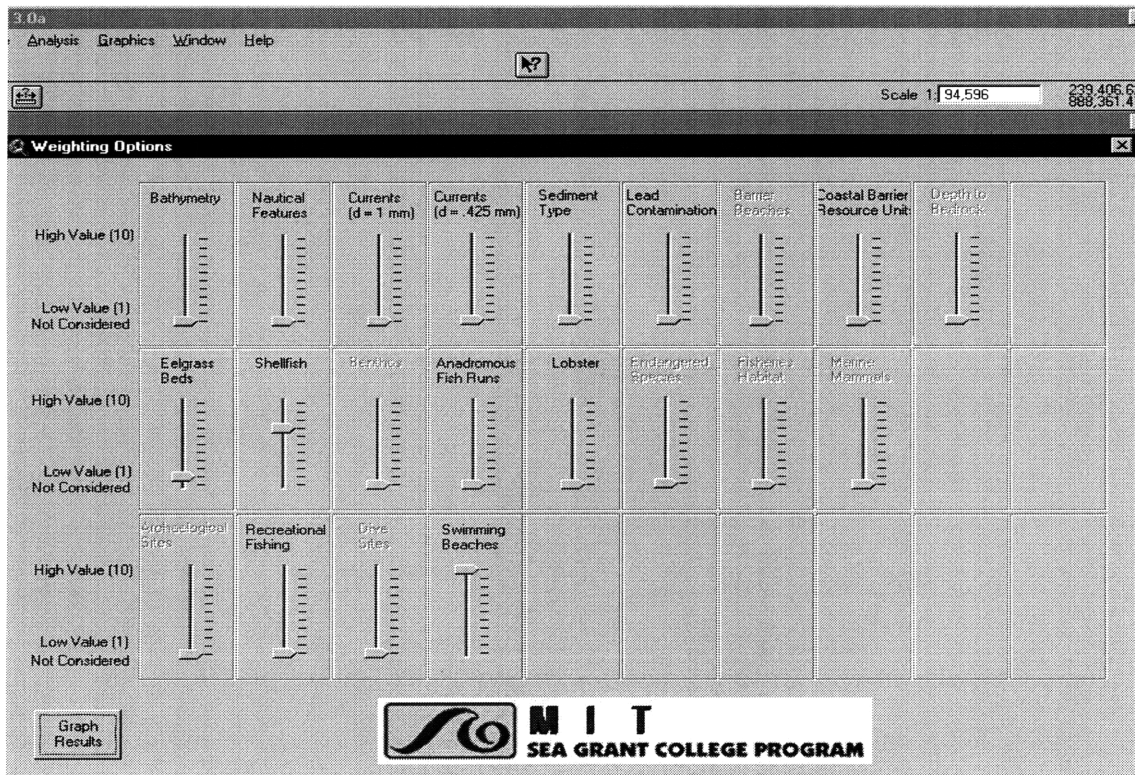 3.0a
Analysis Graphics Window Help
Scale 1: 94,596
239,406.6
888,361.4
Weighting Options
Bathymetry
Nautical
Features
Currents
(d = 1 mm)
Currents
(d = .425 mm)
Sediment
Type
Lead
Contamination
Barrier
Beaches
Coastal Barrier
Resource Unit
Depth to
Bedrock
High Value (10)
Low Value (1)
Not Considered
Eelgrass
Beds
Shellfish
Benthos
Anadromous
Fish Runs
Lobster
Endangered
Species
Fisheries
Habitat
Marine
Mammals
High Value (10)
Low Value (1)
Not Considered
Archaelogical
Sites
Recreational
Fishing
Dive
Sites
Swimming
Beaches
High Value (10)
Low Value (1)
Not Considered
Graph
Results
MIT
SEA GRANT COLLEGE PROGRAM